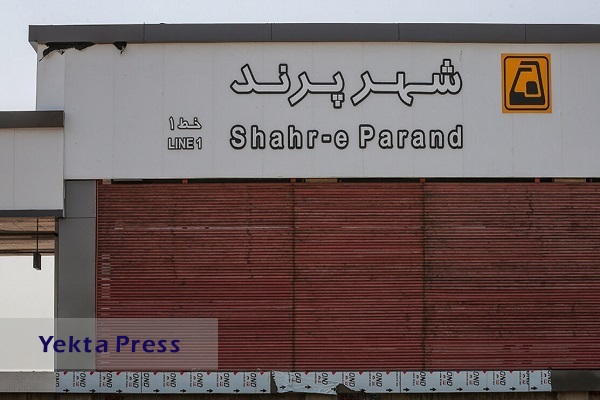 شهر پرند
خط ۱
LINE 1
Shahr-e Parand
Yekta Press